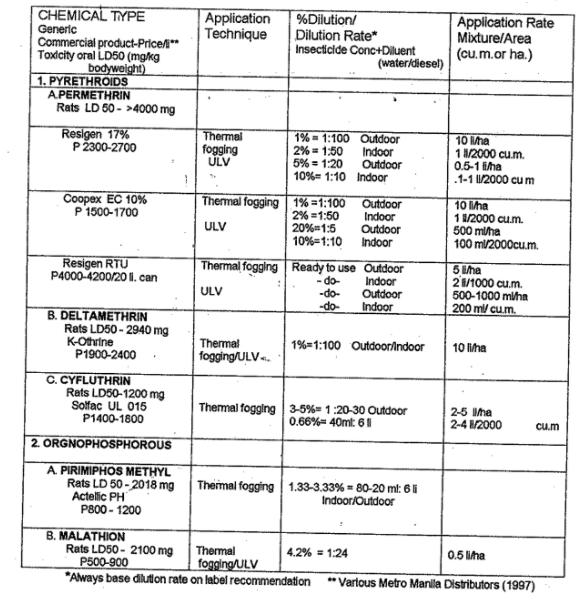 CHEMICAL TYPE Application %Dilution/ Application Rate
Generic Technique Dilution Rate* Mixture/Area
Commercial product-Price/li** Insecticide Conc+Diluent (cu.m.or ha.)
Toxicity oral LD50 (mg/kg (water/diesel)
bodyweight)
1. PYRETHROIDS
A.PERMETHRIN
Rats LD 50 - >4000 mg
Resigen 17% Thermal 1% = 1:100 Outdoor 10 li/ha
P 2300-2700 fogging 2% = 1:50 Indoor 1 li/2000 cu.m.
ULV 5% = 1:20 Outdoor 0.5-1 li/ha
10%= 1:10 Indoor .1-1 li/2000 cu m
Coopex EC 10% Thermal fogging 1% =1:100 Outdoor 10 li/ha
P 1500-1700 2% =1:50 Indoor 1 li/2000 cu.m.
ULV 20%=1:5 Outdoor 500 ml/ha
10%=1:10 Indoor 100 ml/2000cu.m.
Resigen RTU Thermal fogging Ready to use Outdoor 5 li/ha
P4000-4200/20 li. can - do- Indoor 2 li/1000 cu.m.
ULV -do- Outdoor 500-1000 ml/ha
-do- Indoor 200 ml/ cu.m.
B. DELTAMETHRIN
Rats LD50 - 2940 mg
K-Othrine Thermal 1%=1:100 Outdoor/Indoor 10 li/ha
P1900-2400 fogging/ULV
C. CYFLUTHRIN
Rats LD50-1200 mg
Solfac UL 015 Thermal fogging 3-5%= 1 :20-30 Outdoor 2-5 li/ha
P1400-1800 0.66%= 40ml: 6 li 2-4 li/2000 cu.m
2. ORGNOPHOSPHOROUS
A. PIRIMIPHOS METHYL
Rats LD 50 - 2018 mg Thermal fogging 1.33-3.33% = 80-20 ml: 6 li
Actellic PH Indoor/Outdoor
P800 - 1200
B. MALATHION
Rats LD50 - 2100 mg Thermal 4.2% = 1:24 0.5 li/ha
P500-900 fogging/ULV
*Always base dilution rate on label recommendation ** Various Metro Manila Distributors (1997)